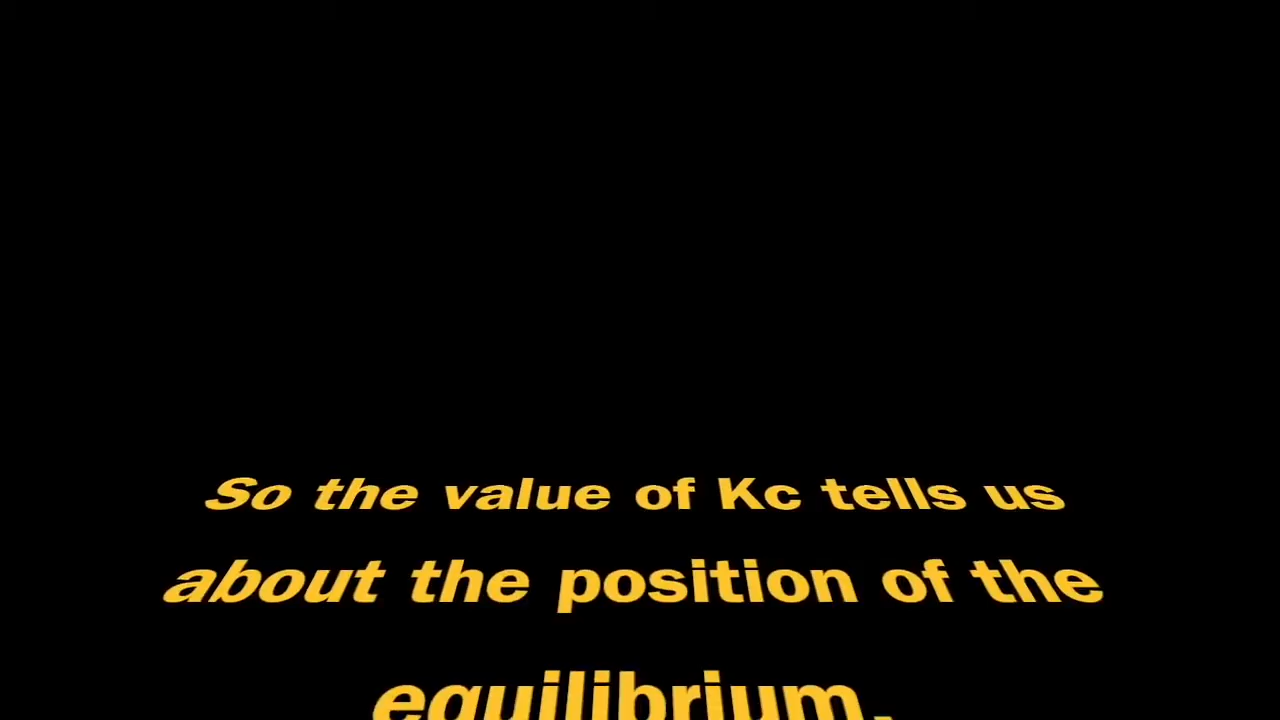 So the value of Kc tells us
about the position of the
equilibrium.